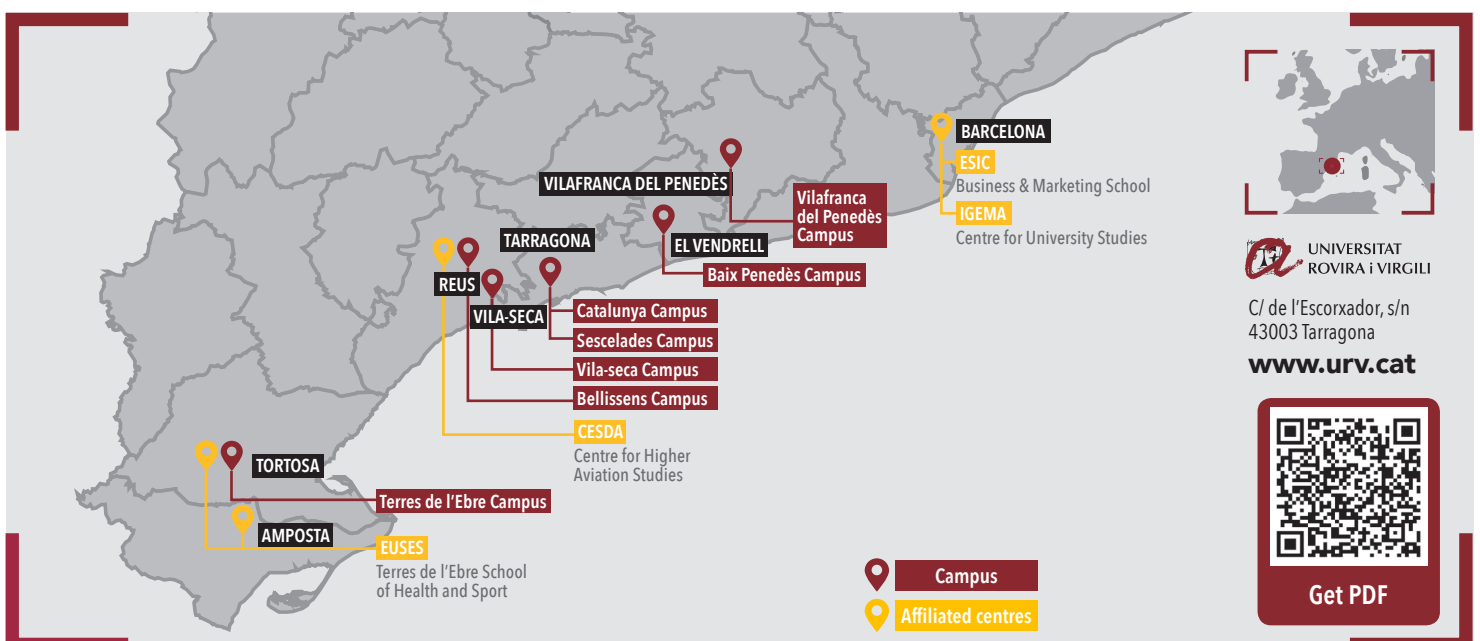 BARCELONA
ESIC
Business & Marketing School
IGEMA
Centre for University Studies
VILAFRANCA DEL PENEDÈS
Vilafranca
del Penedès
Campus
EL VENDRELL
Baix Penedès Campus
TARRAGONA
REUS
VILA-SECA
Catalunya Campus
Sescelades Campus
Vila-seca Campus
Bellissens Campus
CESDA
Centre for Higher
Aviation Studies
TORTOSA
Terres de l'Ebre Campus
AMPOSTA
EUSES
Terres de l'Ebre School
of Health and Sport
Campus
Affiliated centres
UNIVERSITAT
ROVIRA i VIRGILI
C/ de l'Escorxador, s/n
43003 Tarragona
www.urv.cat
Get PDF